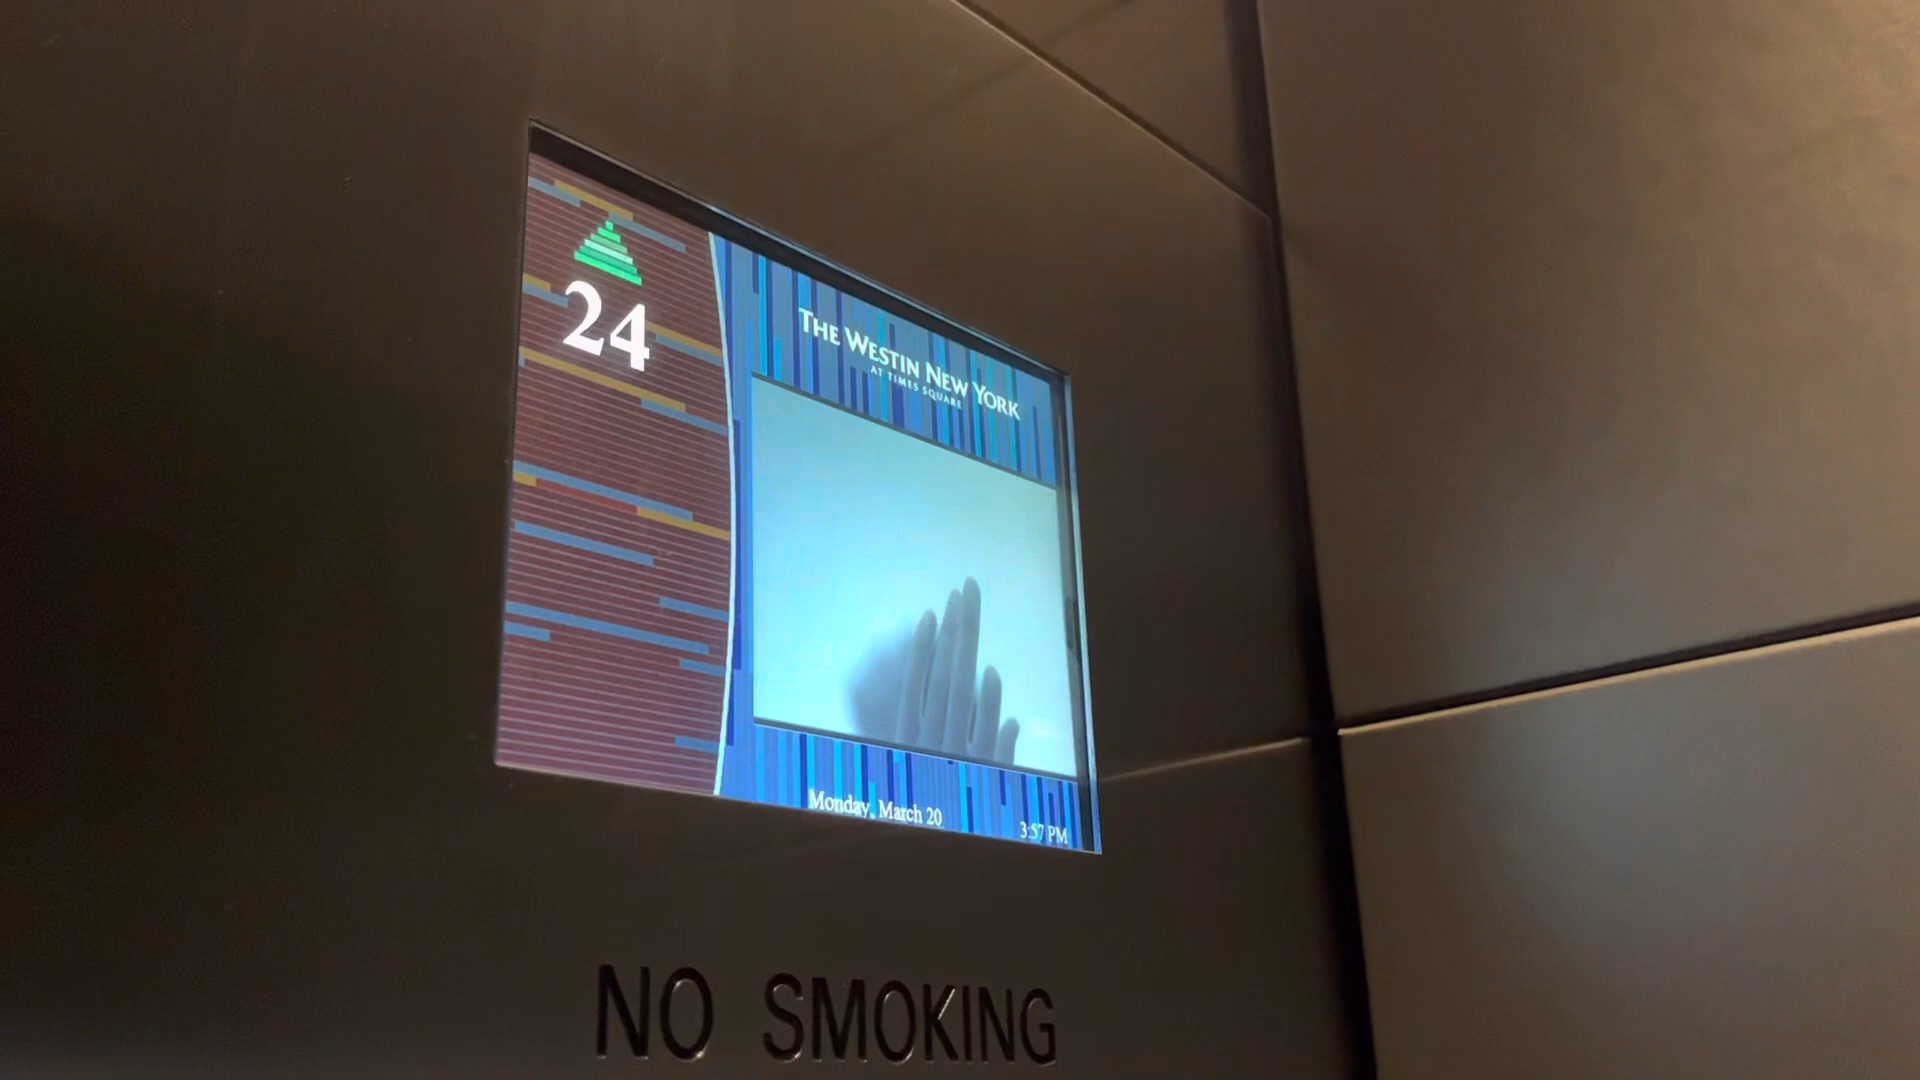 24
THE WESTIN NEW YORK
AT TIMES SQUARE
Monday, March 20
3:57 PM
NO SMOKING